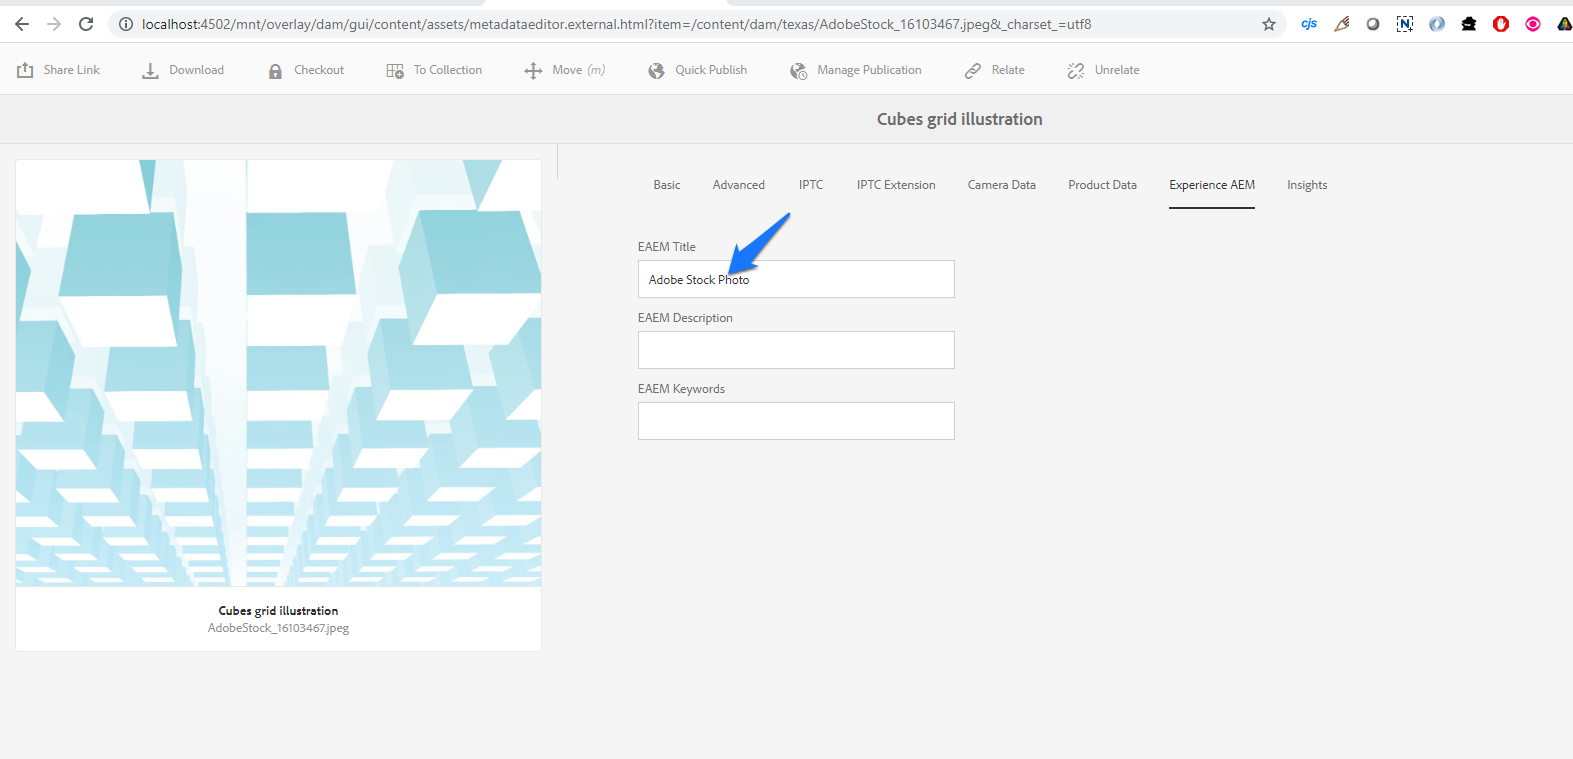 localhost:4502/mnt/overlay/dam/gui/content/assets/metadataeditor.external.html?item=/content/dam/texas/AdobeStock_16103467.jpeg&_charset_=utf8
cjs
N
Share Link Download Checkout To Collection Move (m) Quick Publish Manage Publication Relate Unrelate
Cubes grid illustration
Basic Advanced IPTC IPTC Extension Camera Data Product Data Experience AEM Insights
EAEM Title
Adobe Stock Photo
EAEM Description
EAEM Keywords
Cubes grid illustration
AdobeStock_16103467.jpeg